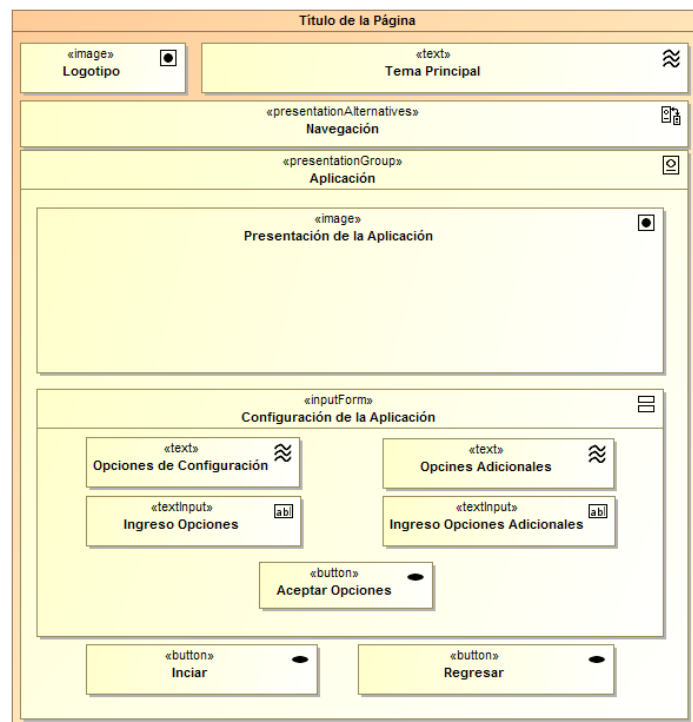 Título de la Página
«image»
Logotipo
«text»
Tema Principal
«presentationAlternatives»
Navegación
«presentationGroup»
Aplicación
«image»
Presentación de la Aplicación
«inputForm»
Configuración de la Aplicación
«text»
Opciones de Configuración
«text»
Opcines Adicionales
«textInput»
Ingreso Opciones
ab
«textInput»
Ingreso Opciones Adicionales
ab
«button»
Aceptar Opciones
«button»
Inciar
«button»
Regresar